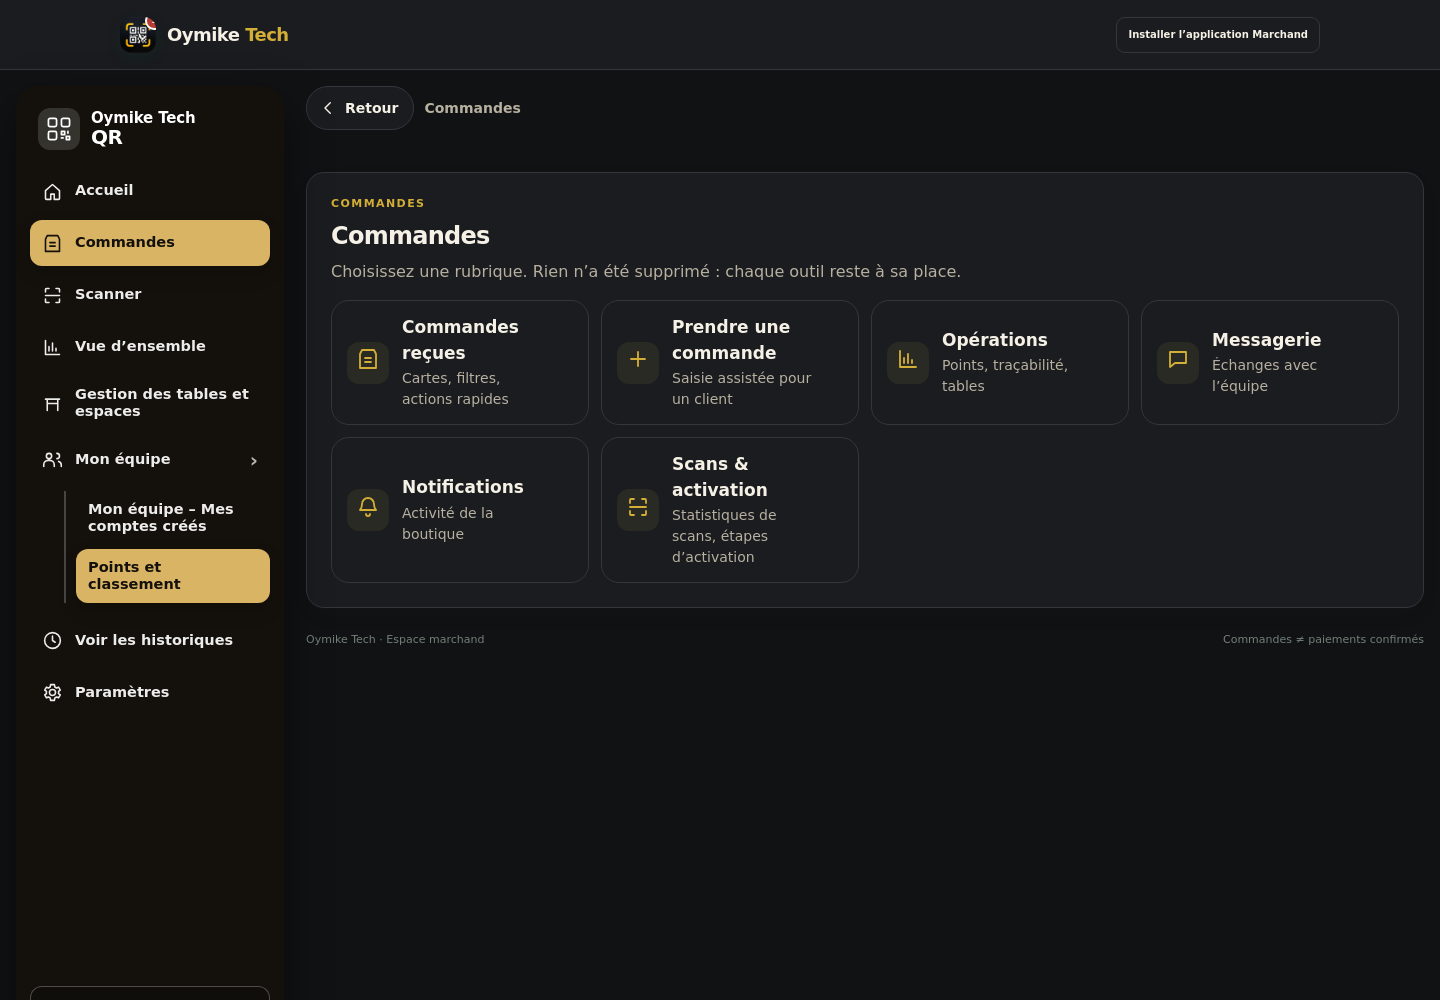 Oymike Tech
Installer l’application Marchand
Oymike Tech
QR
Accueil
Commandes
Scanner
Vue d’ensemble
Gestion des tables et
espaces
Mon équipe
Mon équipe – Mes
comptes créés
Points et
classement
Voir les historiques
Paramètres
Retour
Commandes
COMMANDES
Commandes
Choisissez une rubrique. Rien n’a été supprimé : chaque outil reste à sa place.
Commandes
reçues
Cartes, filtres,
actions rapides
Prendre une
commande
Saisie assistée pour
un client
Opérations
Points, traçabilité,
tables
Messagerie
Échanges avec
l’équipe
Notifications
Activité de la
boutique
Scans &
activation
Statistiques de
scans, étapes
d’activation
Oymike Tech · Espace marchand
Commandes ≠ paiements confirmés